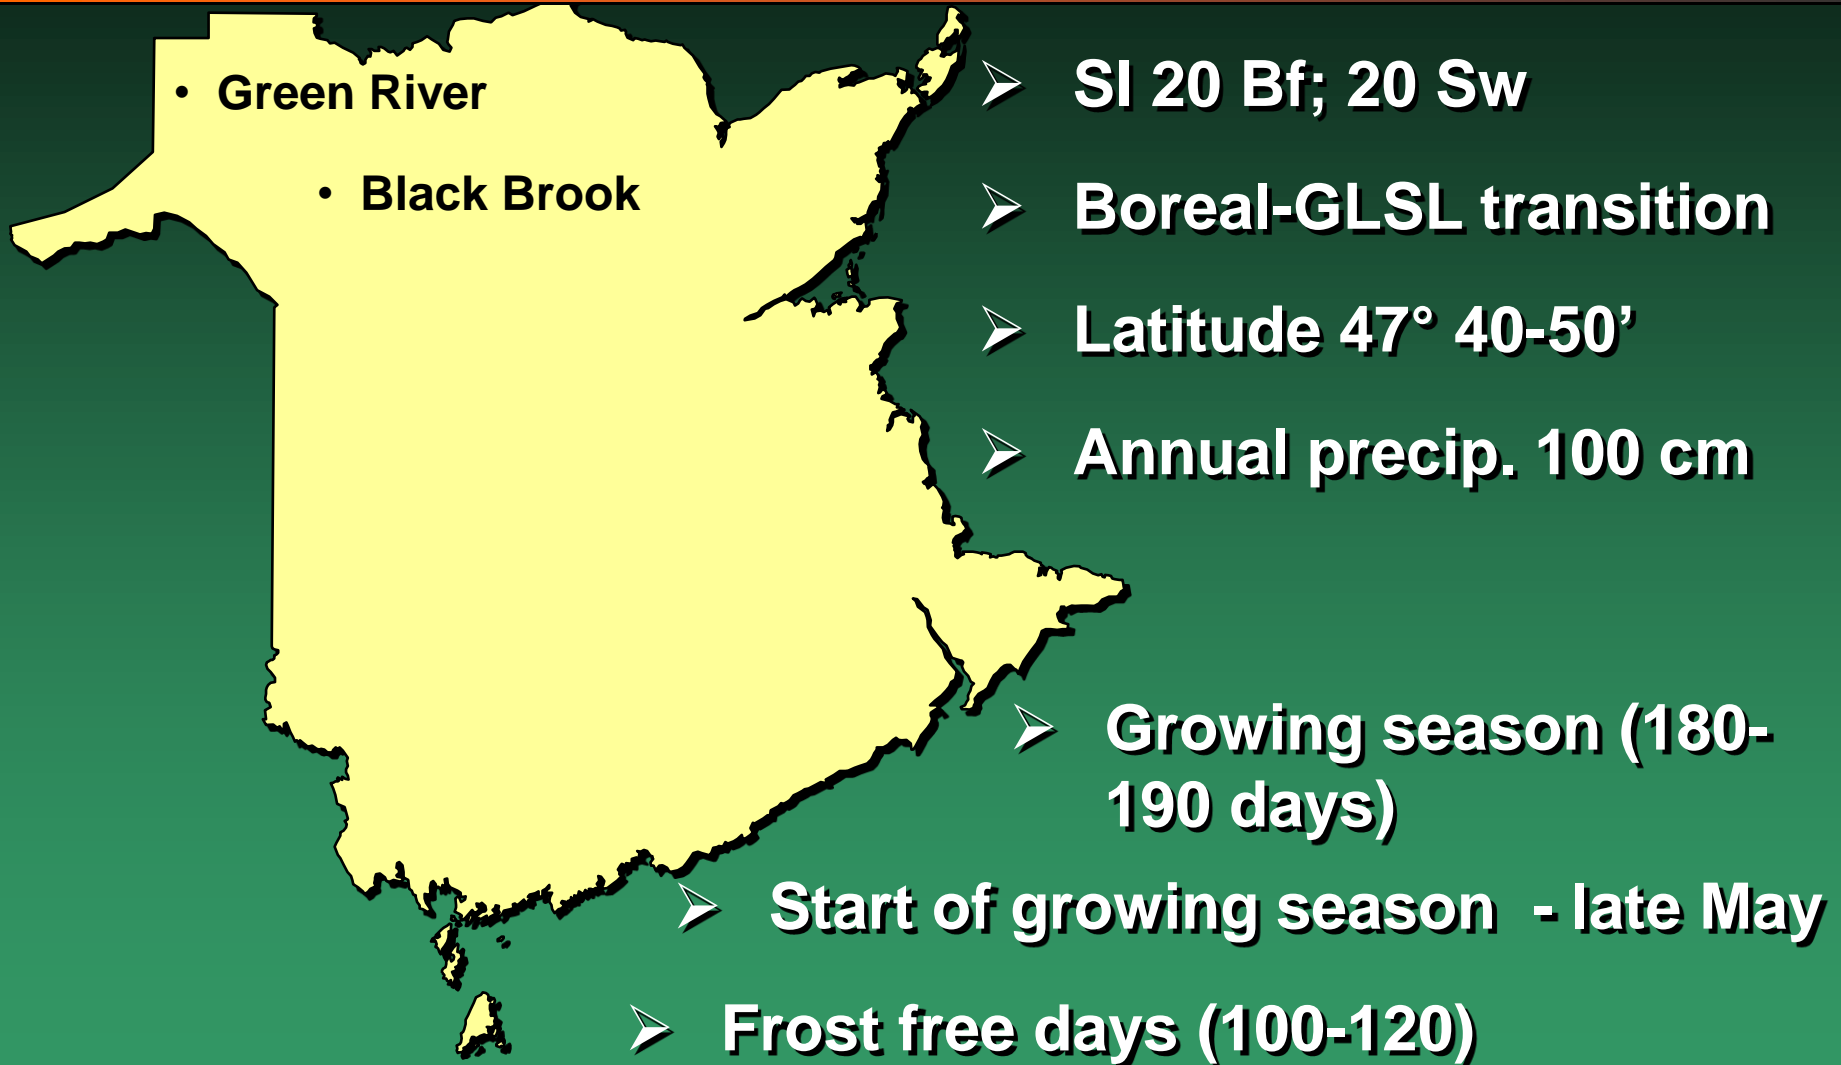 • Green River
• Black Brook
➢ SI 20 Bf; 20 Sw
➢ Boreal-GLSL transition
➢ Latitude 47° 40-50’
➢ Annual precip. 100 cm
➢ Growing season (180-
190 days)
➢ Start of growing season - late May
➢ Frost free days (100-120)